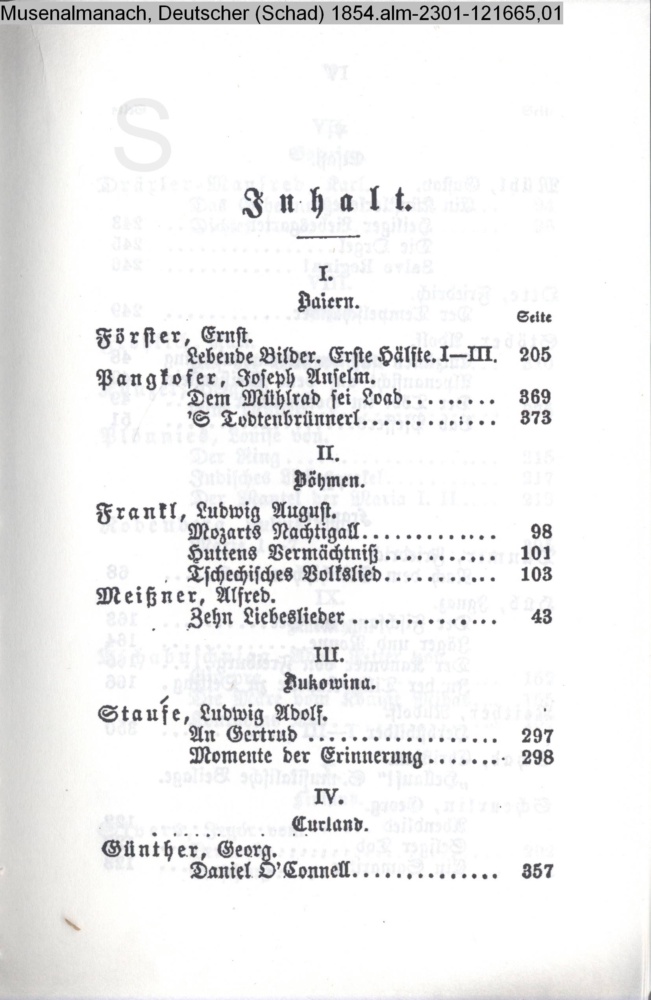 Musenalmanach, Deutscher (Schad) 1854.alm-2301-121665,01
S
Inhalt.
I.
Baiern.
Seite
Förster, Ernst.
Lebende Bilder. Erste Hälfte. I—III. 205
Pangkofer, Joseph Anselm.
Dem Mühlrad sei Load......... 369
'S Todtenbrünnerl............... 373
II.
Böhmen.
Frankl, Ludwig August.
Mozarts Nachtigall.............. 98
Huttens Vermächtniß............ 101
Tschechisches Volkslied............ 103
Meißner, Alfred.
Zehn Liebeslieder ............... 43
III.
Bukowina.
Staufe, Ludwig Adolf.
An Gertrud .................... 297
Momente der Erinnerung....... 298
IV.
Curland.
Günther, Georg.
Daniel O'Connell................ 357